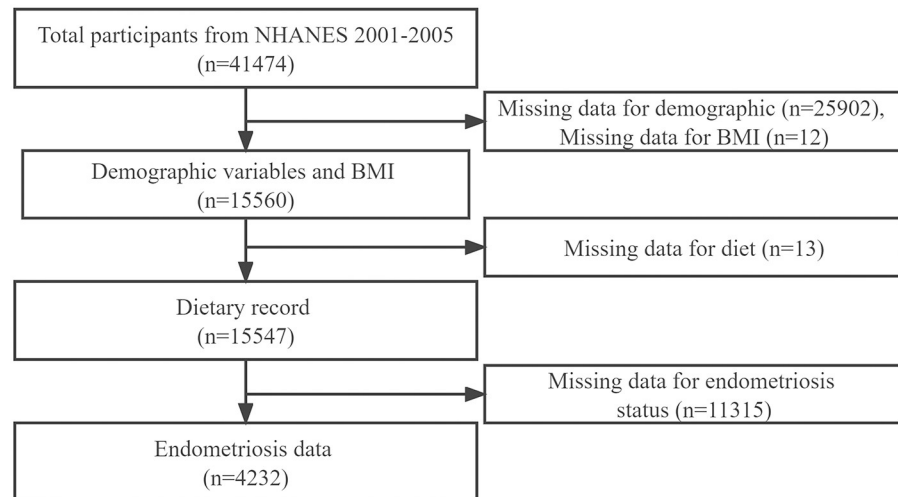 Total participants from NHANES 2001-2005
(n=41474)
Missing data for demographic (n=25902),
Missing data for BMI (n=12)
Demographic variables and BMI
(n=15560)
Missing data for diet (n=13)
Dietary record
(n=15547)
Missing data for endometriosis
status (n=11315)
Endometriosis data
(n=4232)